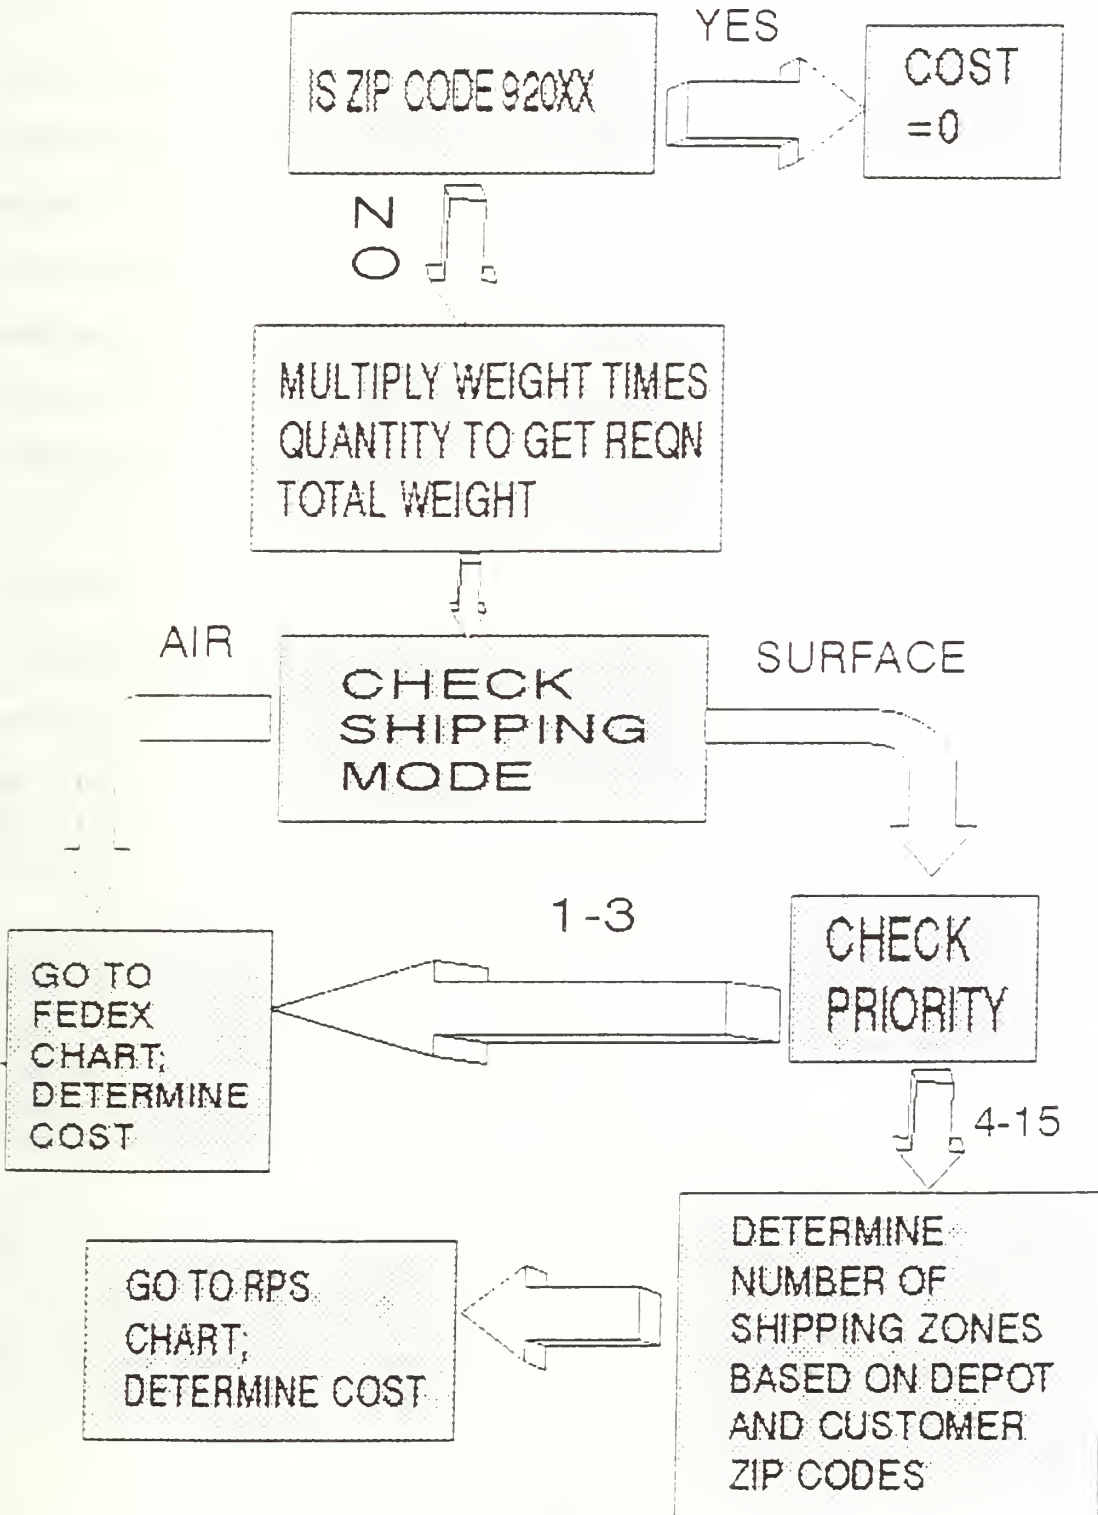 IS ZIP CODE 920XX
YES
COST
=0
NO
MULTIPLY WEIGHT TIMES
QUANTITY TO GET REQN
TOTAL WEIGHT
AIR
CHECK
SHIPPING
MODE
SURFACE
1-3
CHECK
PRIORITY
GO TO
FEDEX
CHART;
DETERMINE
COST
4-15
DETERMINE
NUMBER OF
SHIPPING ZONES
BASED ON DEPOT
AND CUSTOMER
ZIP CODES
GO TO RPS
CHART;
DETERMINE COST